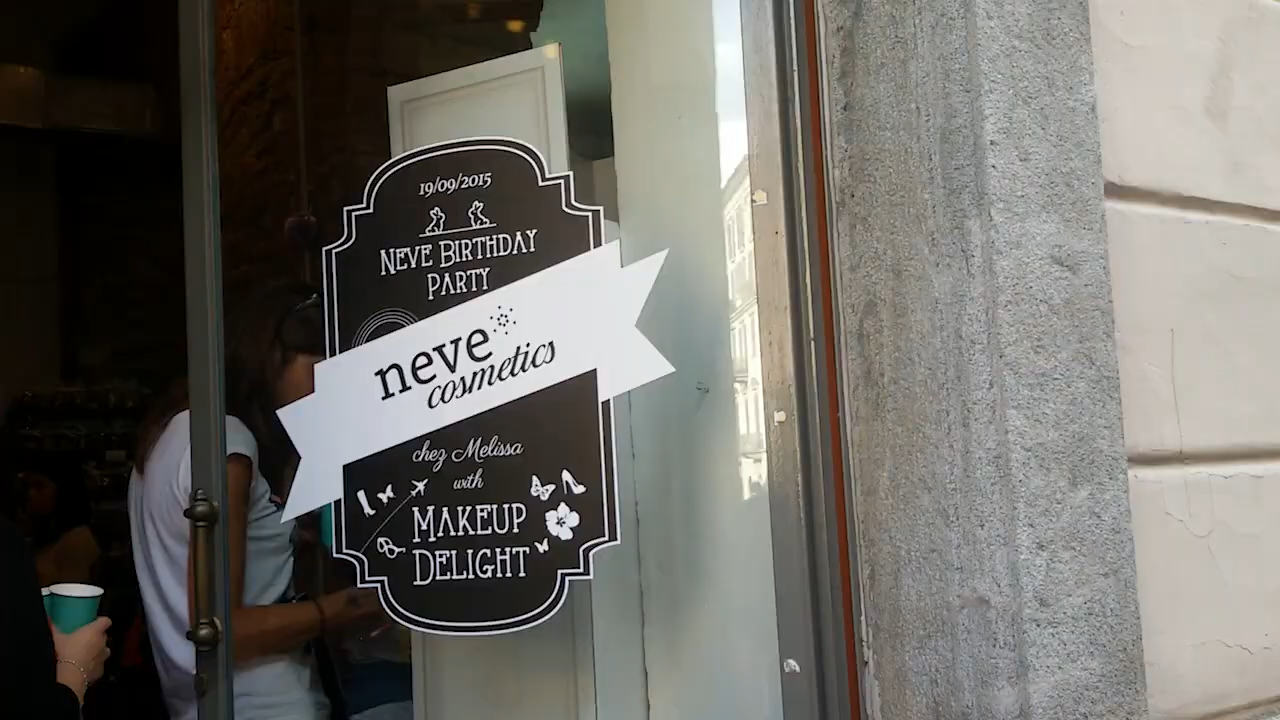 19/09/2015
NEVE BIRTHDAY
PARTY
neve
cosmetics
chez Melissa
with
MAKEUP
DELIGHT